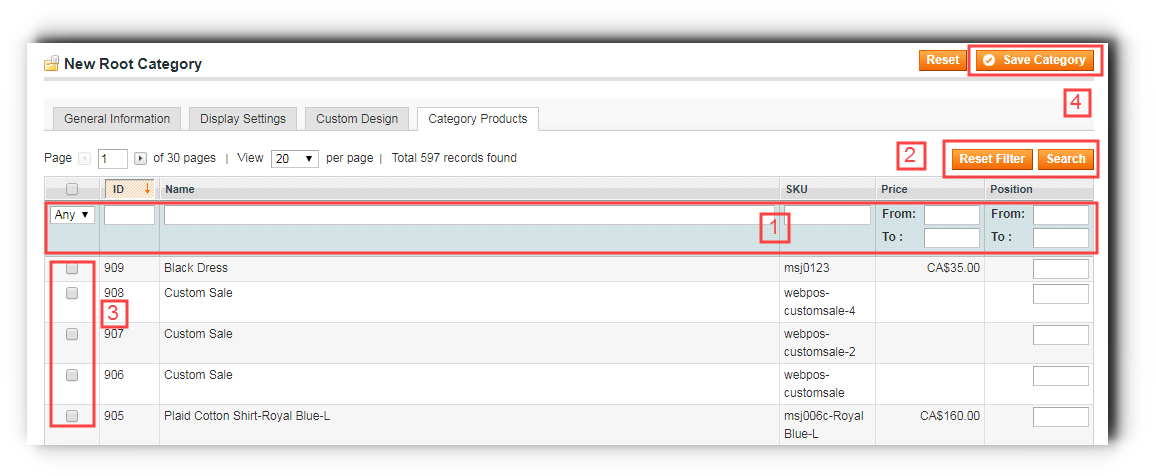 New Root Category Reset Save Category
4
General Information Display Settings Custom Design Category Products
Page 1 of 30 pages | View 20 per page | Total 597 records found 2 Reset Filter Search
ID Name SKU Price Position
Any 1 From: From:
To : To :
909 Black Dress msj0123 CA$35.00
908 Custom Sale webpos-
customsale-4
3
907 Custom Sale webpos-
customsale-2
906 Custom Sale webpos-
customsale
905 Plaid Cotton Shirt-Royal Blue-L msj006c-Royal CA$160.00
Blue-L